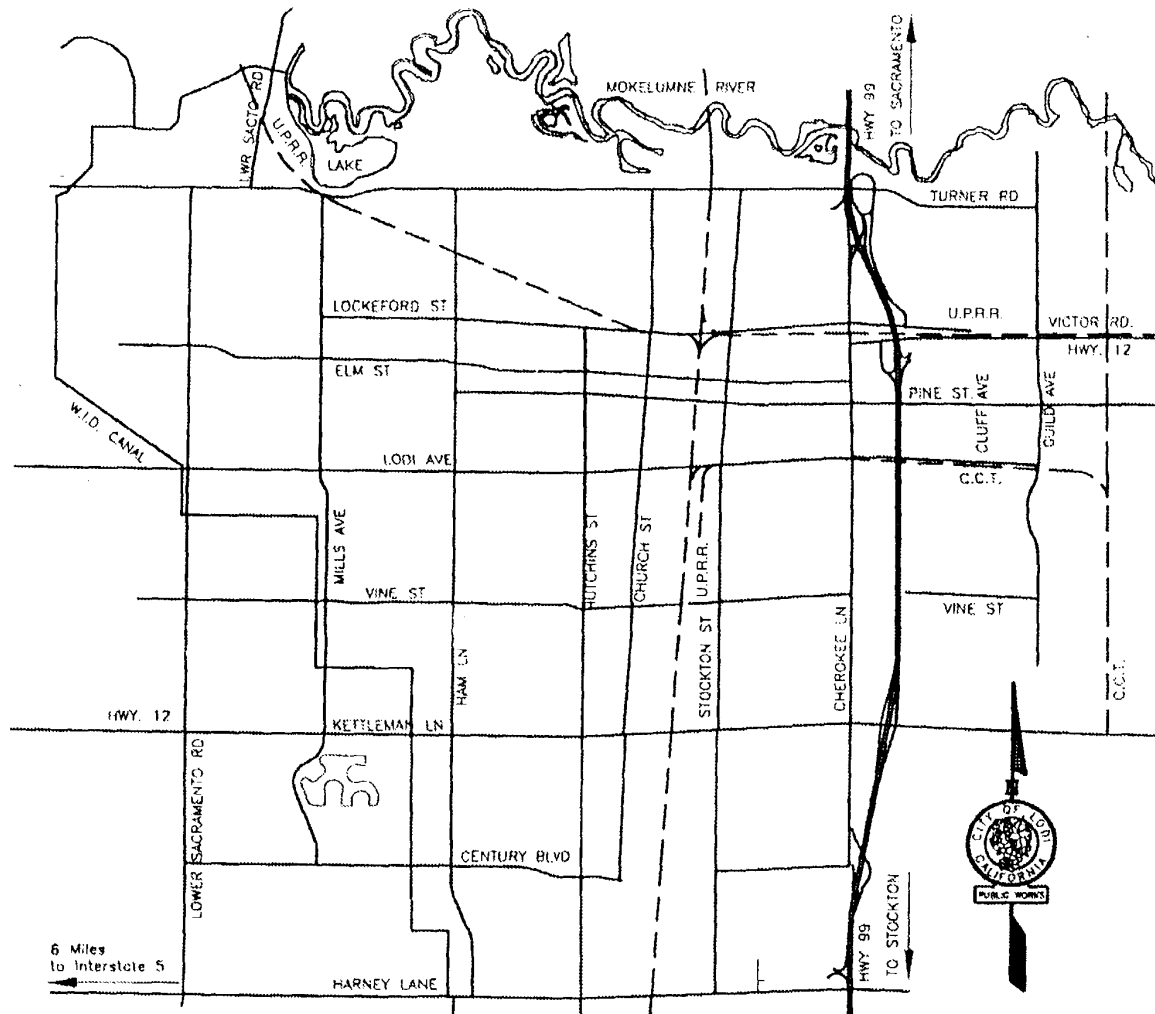 HWY 99
TO SACRAMENTO
MOKELUMNE RIVER
LWR SACTO RD
U.P.R.R.
LAKE
TURNER RD
LOCKEFORD ST
U.P.R.R.
VICTOR RD.
HWY. 12
ELM ST
PINE ST.
CLUFF AVE
GUILD AVE
W.I.D. CANAL
LODI AVE
C.C.T.
MILLS AVE
HUTCHINS ST
CHURCH ST
STOCKTON ST
U.P.R.R.
VINE ST
VINE ST
HAM LN
CHEROKEE LN
C.C.T.
HWY. 12
KETTLEMAN LN
LOWER SACRAMENTO RD
CENTURY BLVD
CITY OF LODI
CALIFORNIA
PUBLIC WORKS
6 Miles
to Interstate 5
HARNEY LANE
HWY 99
TO STOCKTON